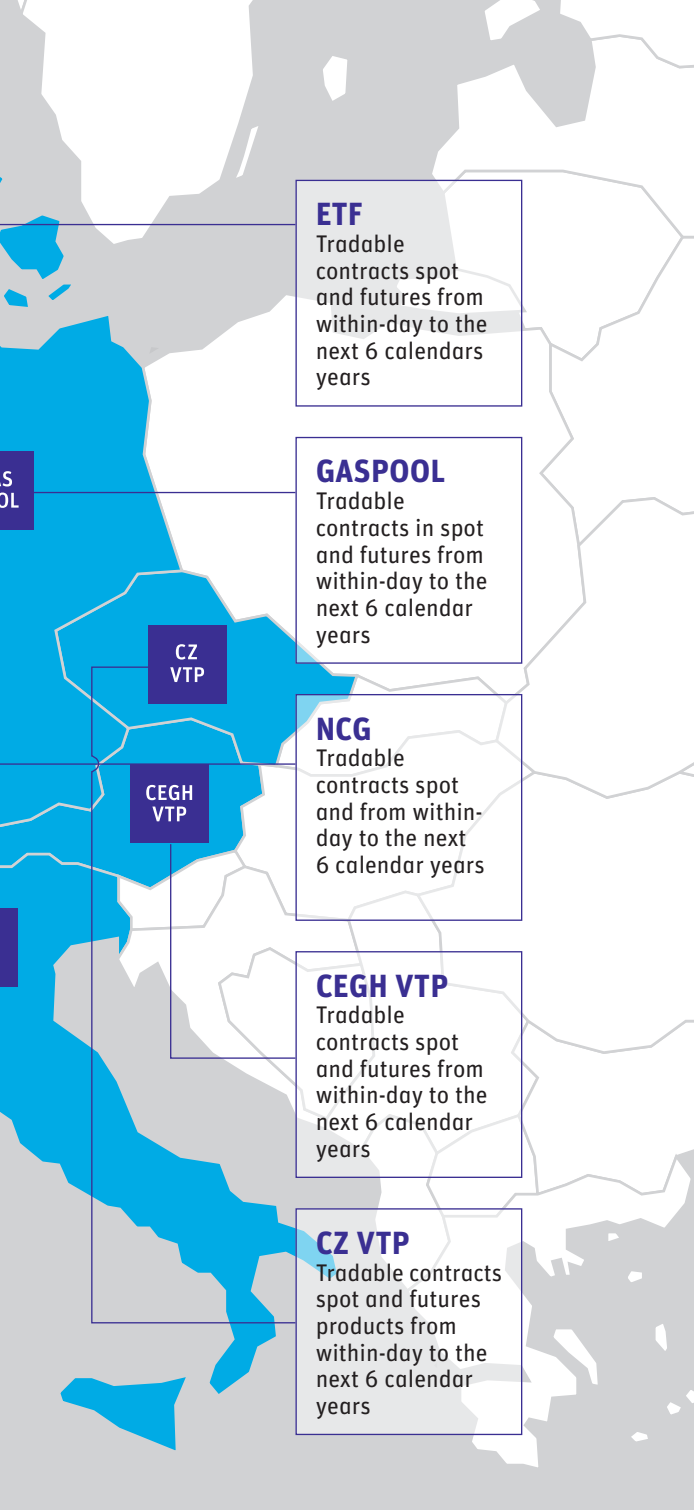 ETF
Tradable
contracts spot
and futures from
within-day to the
next 6 calendars
years
GASPOOL
Tradable
contracts in spot
and futures from
within-day to the
next 6 calendar
years
AS
OL
CZ
VTP
NCG
Tradable
contracts spot
and from within-
day to the next
6 calendar years
CEGH
VTP
CEGH VTP
Tradable
contracts spot
and futures from
within-day to the
next 6 calendar
years
CZ VTP
Tradable contracts
spot and futures
products from
within-day to the
next 6 calendar
years